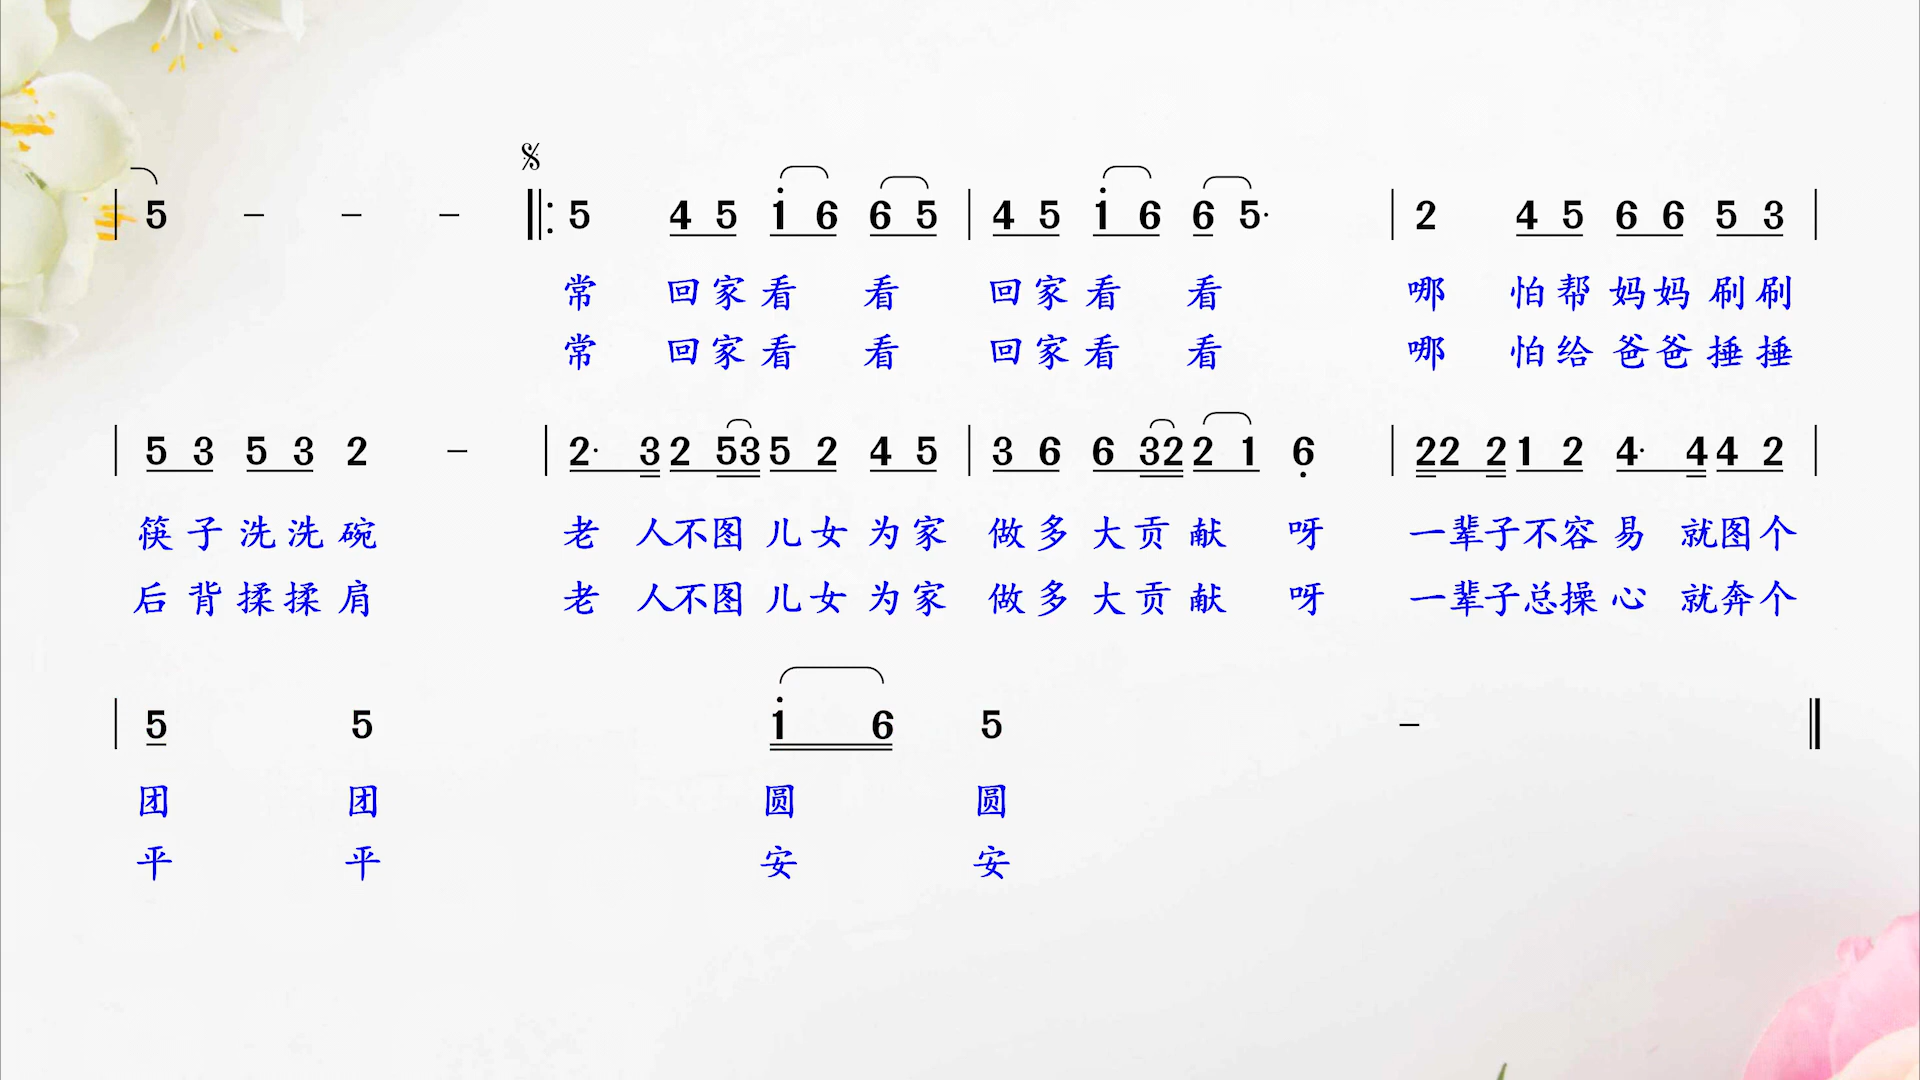 𝄋
| 5 – – – ‖: 5 4 5 i 6 6 5 | 4 5 i 6 6 5· | 2 4 5 6 6 5 3 |
常 回家看 看 回家看 看 哪 怕帮 妈妈 刷刷
常 回家看 看 回家看 看 哪 怕给 爸爸 捶捶
| 5 3 5 3 2 – | 2· 3 2 53 5 2 4 5 | 3 6 6 32 2 1 6 | 22 2 1 2 4· 4 4 2 |
筷子洗洗碗 老 人不图 儿女 为家 做多 大贡献 呀 一辈子不容易 就图个
后背揉揉肩 老 人不图 儿女 为家 做多 大贡献 呀 一辈子总操心 就奔个
| 5 5 i 6 5 – ‖
团 团 圆 圆
平 平 安 安